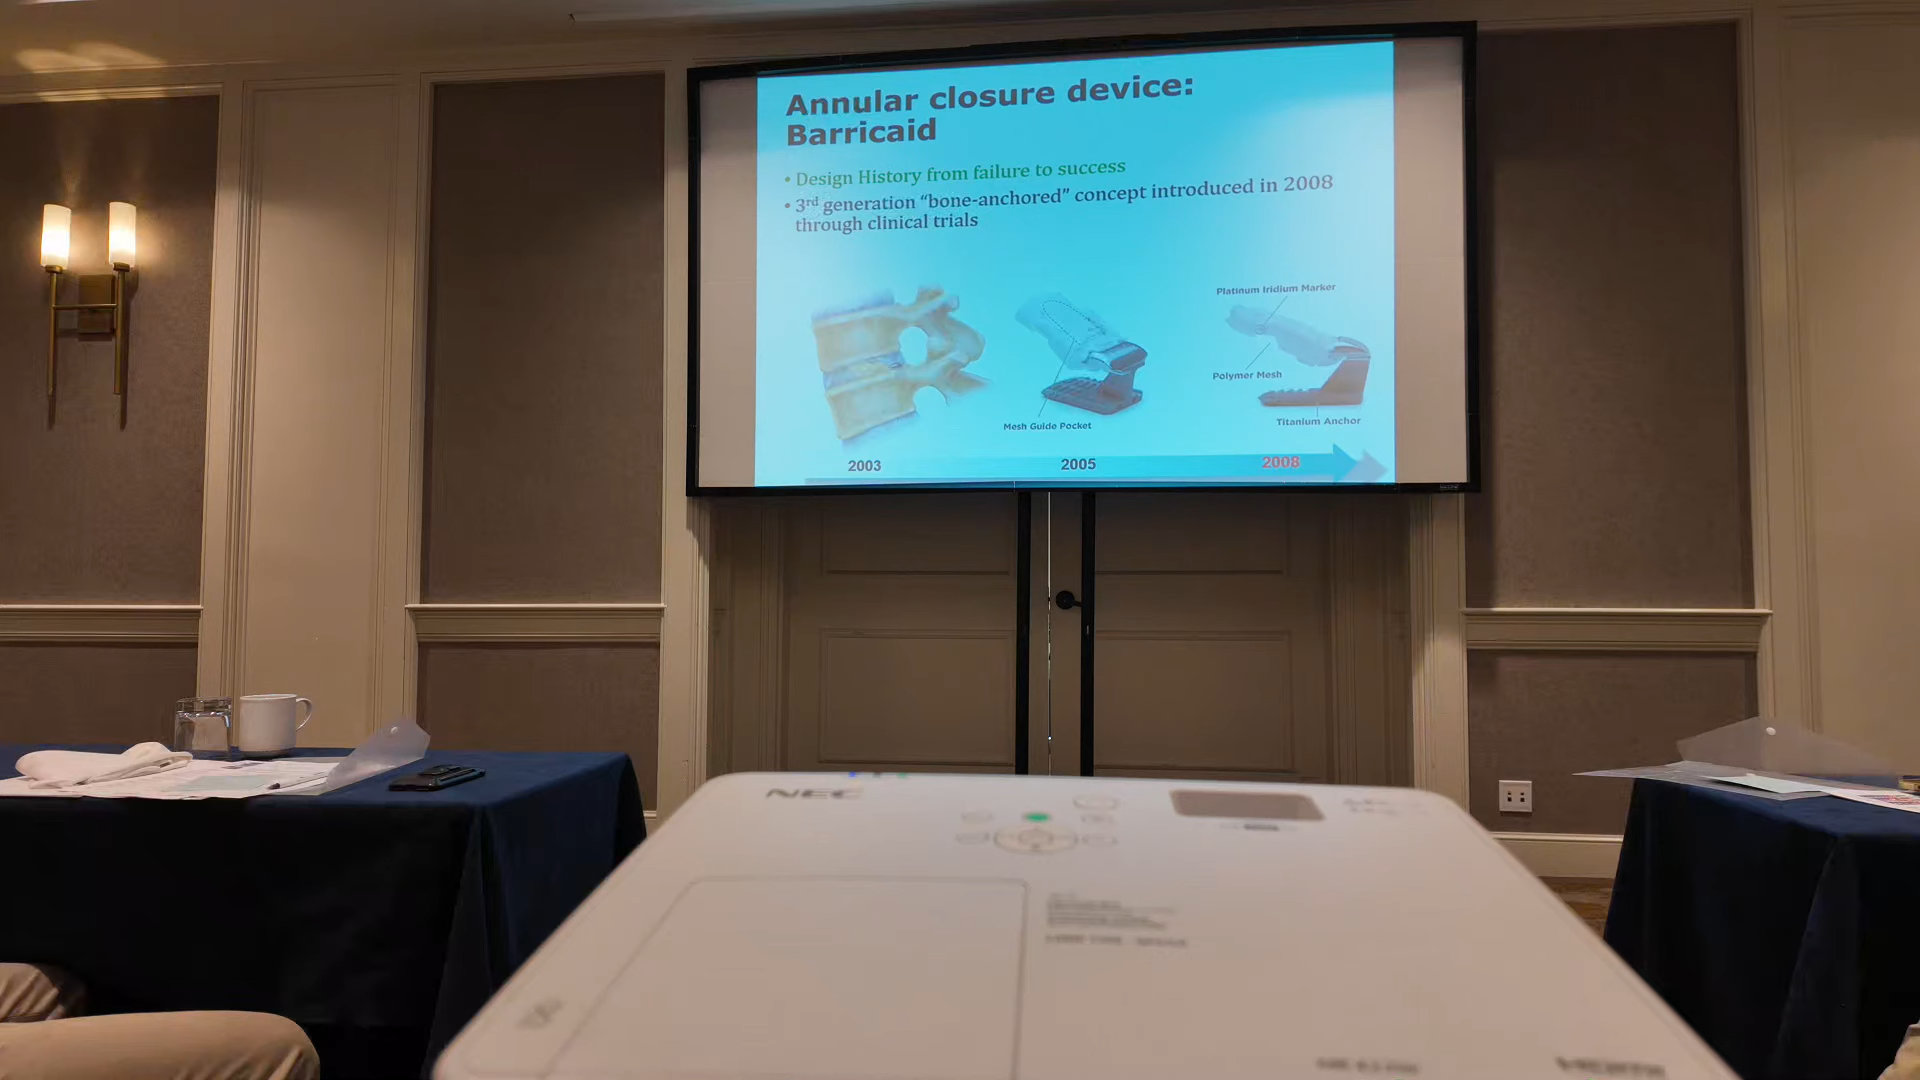 Annular closure device:
Barricaid
• Design History from failure to success
• 3rd generation “bone-anchored” concept introduced in 2008
through clinical trials
Platinum Iridium Marker
Polymer Mesh
Mesh Guide Pocket
Titanium Anchor
2003
2005
2008
NEC